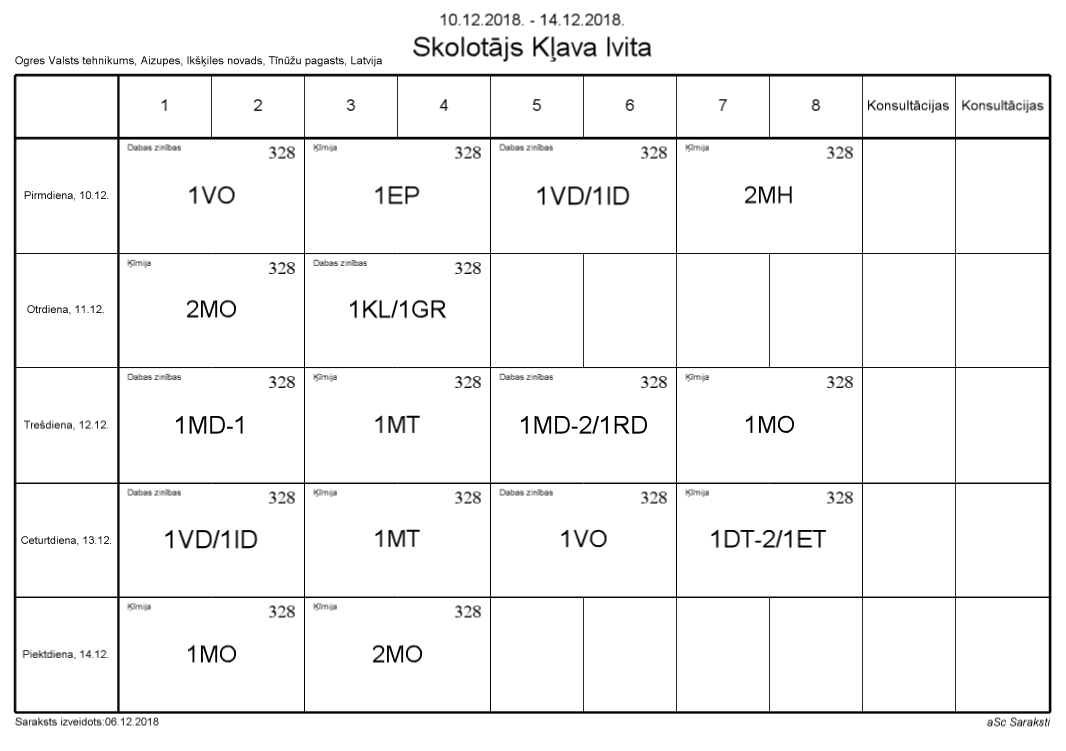 10.12.2018. - 14.12.2018.
Skolotājs Kļava Ivita
Ogres Valsts tehnikums, Aizupes, Ikšķiles novads, Tīnūžu pagasts, Latvija
1 2 3 4 5 6 7 8 Konsultācijas Konsultācijas
Dabas zinības 328 Ķīmija 328 Dabas zinības 328 Ķīmija 328
Pirmdiena, 10.12. 1VO 1EP 1VD/1ID 2MH
Ķīmija 328 Dabas zinības 328
Otrdiena, 11.12. 2MO 1KL/1GR
Dabas zinības 328 Ķīmija 328 Dabas zinības 328 Ķīmija 328
Trešdiena, 12.12. 1MD-1 1MT 1MD-2/1RD 1MO
Dabas zinības 328 Ķīmija 328 Dabas zinības 328 Ķīmija 328
Ceturtdiena, 13.12. 1VD/1ID 1MT 1VO 1DT-2/1ET
Ķīmija 328 Ķīmija 328
Piektdiena, 14.12. 1MO 2MO
Saraksts izveidots:06.12.2018 aSc Saraksti